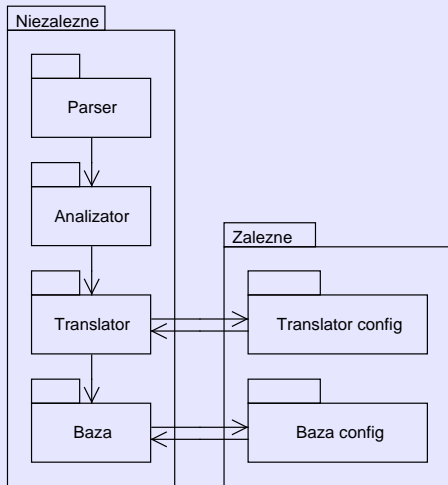 Niezalezne
Parser
Analizator
Zalezne
Translator
Translator config
Baza
Baza config